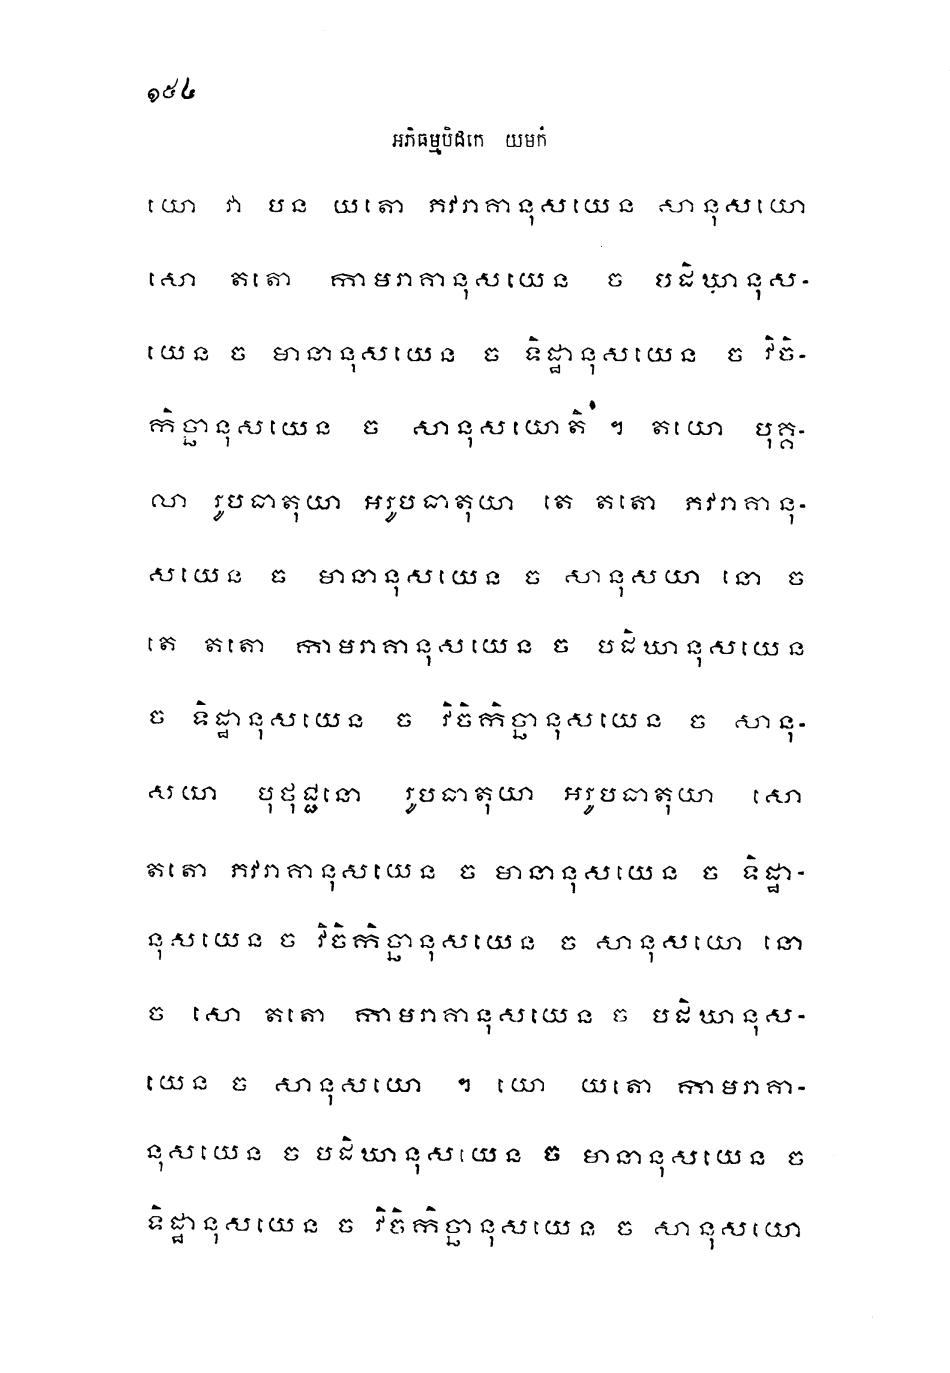 ១៥៤
អភិធម្មបិដកេ យមកំ
យោ វា បន យតោ ភវរាគានុសយេន សានុសយោ
សោ តតោ កាមរាគានុសយេន ច បដិឃានុស-
យេន ច មានានុសយេន ច ទិដ្ឋានុសយេន ច វិចិ-
កិច្ឆានុសយេន ច សានុសយោតិ ។ តយោ បុគ្គ-
លា រូបធាតុយា អរូបធាតុយា តេ តតោ ភវរាគានុ-
សយេន ច មានានុសយេន ច សានុសយា នោ ច
តេ តតោ កាមរាគានុសយេន ច បដិឃានុសយេន
ច ទិដ្ឋានុសយេន ច វិចិកិច្ឆានុសយេន ច សានុ-
សយា បុថុជ្ជនោ រូបធាតុយា អរូបធាតុយា សោ
តតោ ភវរាគានុសយេន ច មានានុសយេន ច ទិដ្ឋា-
នុសយេន ច វិចិកិច្ឆានុសយេន ច សានុសយោ នោ
ច សោ តតោ កាមរាគានុសយេន ច បដិឃានុស-
យេន ច សានុសយោ ។ យោ យតោ កាមរាគា-
នុសយេន ច បដិឃានុសយេន ច មានានុសយេន ច
ទិដ្ឋានុសយេន ច វិចិកិច្ឆានុសយេន ច សានុសយោ